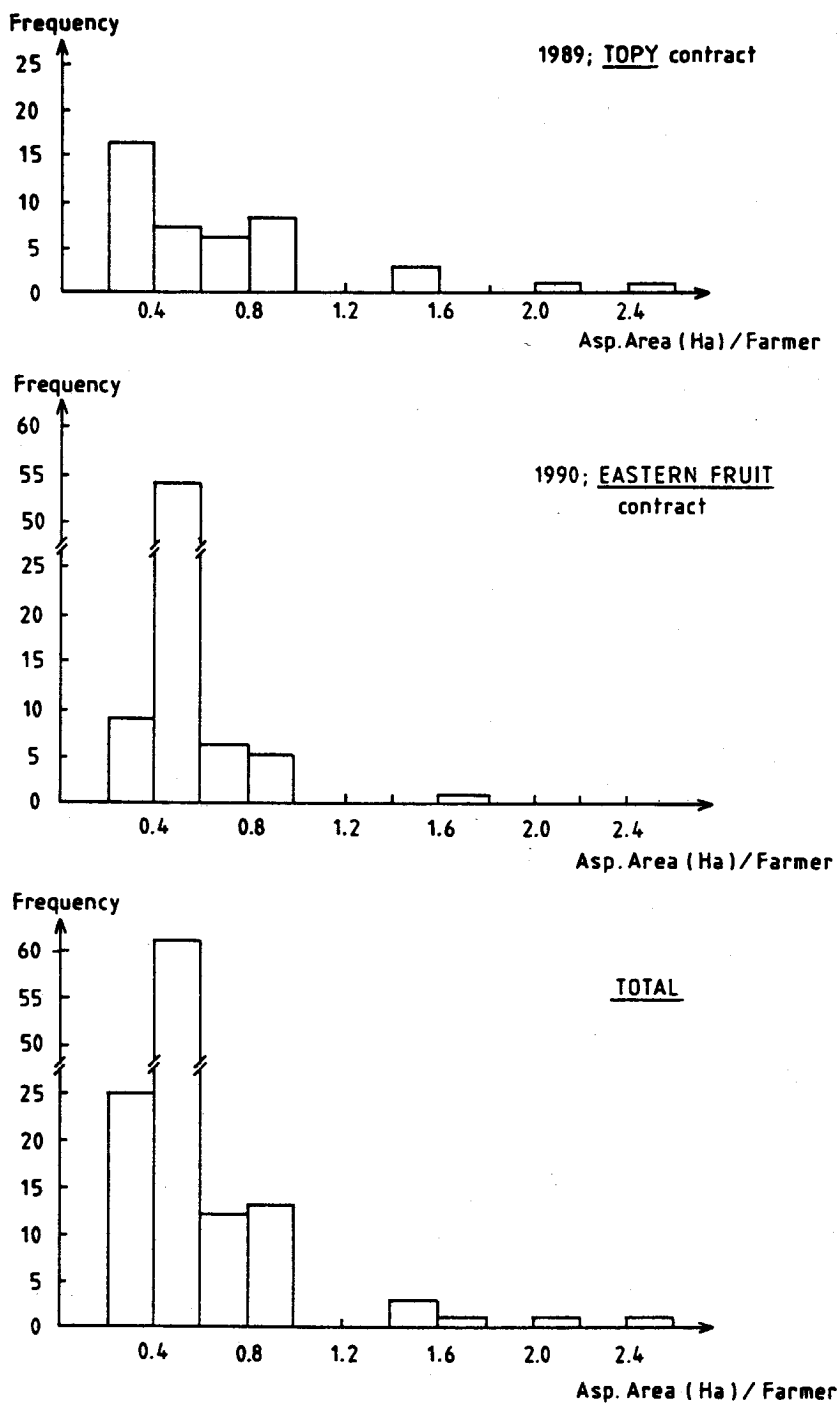 Frequency
1989; TOPY contract
25
20
15
10
5
0
0.4 0.8 1.2 1.6 2.0 2.4
Asp. Area (Ha) / Farmer
Frequency
60
1990; EASTERN FRUIT
contract
55
50
25
20
15
10
5
0
0.4 0.8 1.2 1.6 2.0 2.4
Asp. Area (Ha) / Farmer
Frequency
60
TOTAL
55
50
25
20
15
10
5
0
0.4 0.8 1.2 1.6 2.0 2.4
Asp. Area (Ha) / Farmer